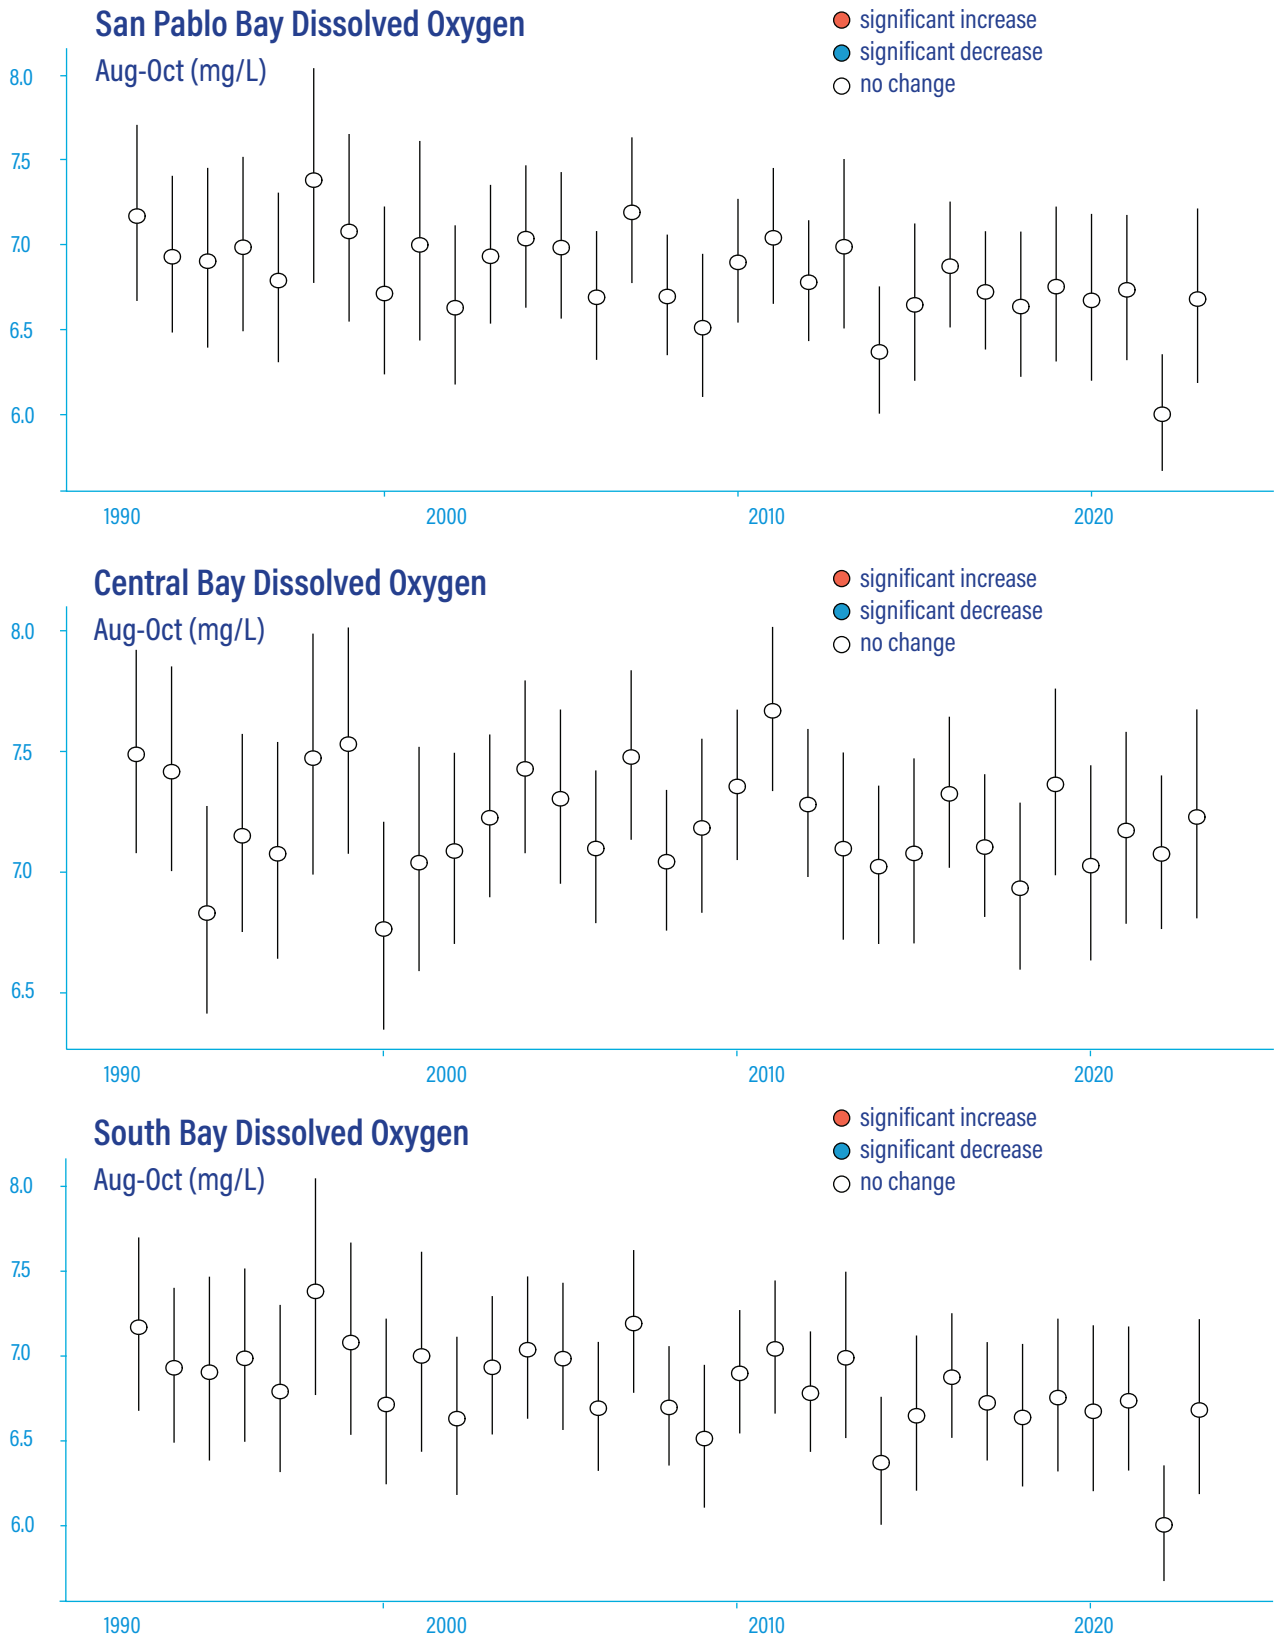 San Pablo Bay Dissolved Oxygen
Aug-Oct (mg/L)
significant increase
significant decrease
no change
8.0
7.5
7.0
6.5
6.0
1990 2000 2010 2020
Central Bay Dissolved Oxygen
Aug-Oct (mg/L)
significant increase
significant decrease
no change
8.0
7.5
7.0
6.5
1990 2000 2010 2020
South Bay Dissolved Oxygen
Aug-Oct (mg/L)
significant increase
significant decrease
no change
8.0
7.5
7.0
6.5
6.0
1990 2000 2010 2020